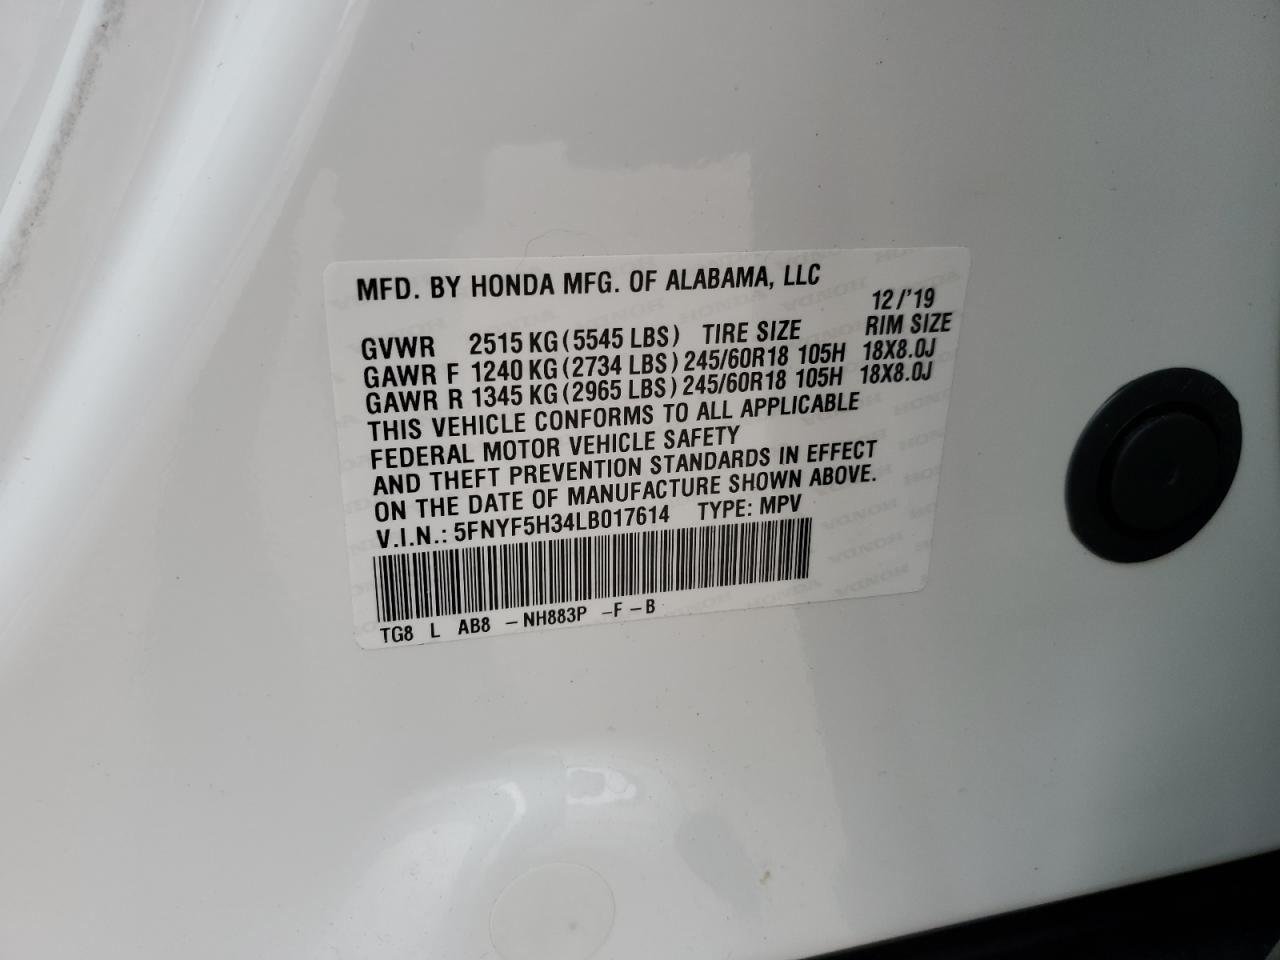 MFD. BY HONDA MFG. OF ALABAMA, LLC
12/'19
GVWR 2515 KG (5545 LBS) TIRE SIZE RIM SIZE
GAWR F 1240 KG (2734 LBS) 245/60R18 105H 18X8.0J
GAWR R 1345 KG (2965 LBS) 245/60R18 105H 18X8.0J
THIS VEHICLE CONFORMS TO ALL APPLICABLE
FEDERAL MOTOR VEHICLE SAFETY
AND THEFT PREVENTION STANDARDS IN EFFECT
ON THE DATE OF MANUFACTURE SHOWN ABOVE.
V.I.N.: 5FNYF5H34LB017614 TYPE: MPV
TG8 L AB8 -NH883P -F-B